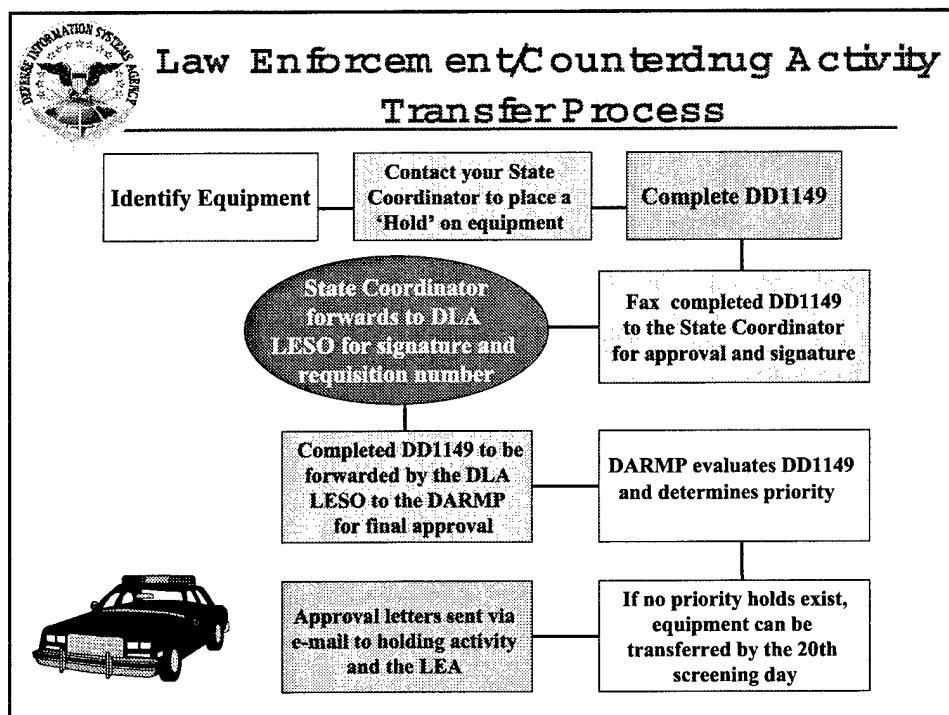 DEFENSE INFORMATION SYSTEMS AGENCY
Law Enforcement/Counterdrug Activity
Transfer Process
Identify Equipment
Contact your State
Coordinator to place a
‘Hold’ on equipment
Complete DD1149
Fax completed DD1149
to the State Coordinator
for approval and signature
State Coordinator
forwards to DLA
LESO for signature and
requisition number
Completed DD1149 to be
forwarded by the DLA
LESO to the DARMP
for final approval
DARMP evaluates DD1149
and determines priority
If no priority holds exist,
equipment can be
transferred by the 20th
screening day
Approval letters sent via
e-mail to holding activity
and the LEA